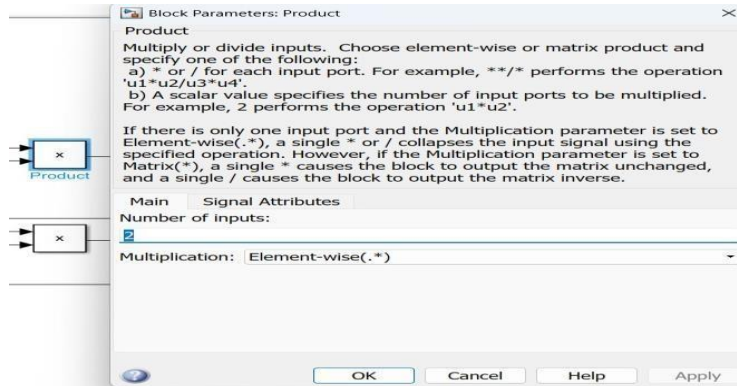 Block Parameters: Product
Product
Multiply or divide inputs.  Choose element-wise or matrix product and
specify one of the following:
a) * or / for each input port. For example, **/* performs the operation
'u1*u2/u3*u4'.
b) A scalar value specifies the number of input ports to be multiplied.
For example, 2 performs the operation 'u1*u2'.
If there is only one input port and the Multiplication parameter is set to
Element-wise(.*), a single * or / collapses the input signal using the
specified operation. However, if the Multiplication parameter is set to
Matrix(*), a single * causes the block to output the matrix unchanged,
and a single / causes the block to output the matrix inverse.
Main Signal Attributes
Number of inputs:
2
Multiplication: Element-wise(.*)
OK Cancel Help Apply
×
Product
×